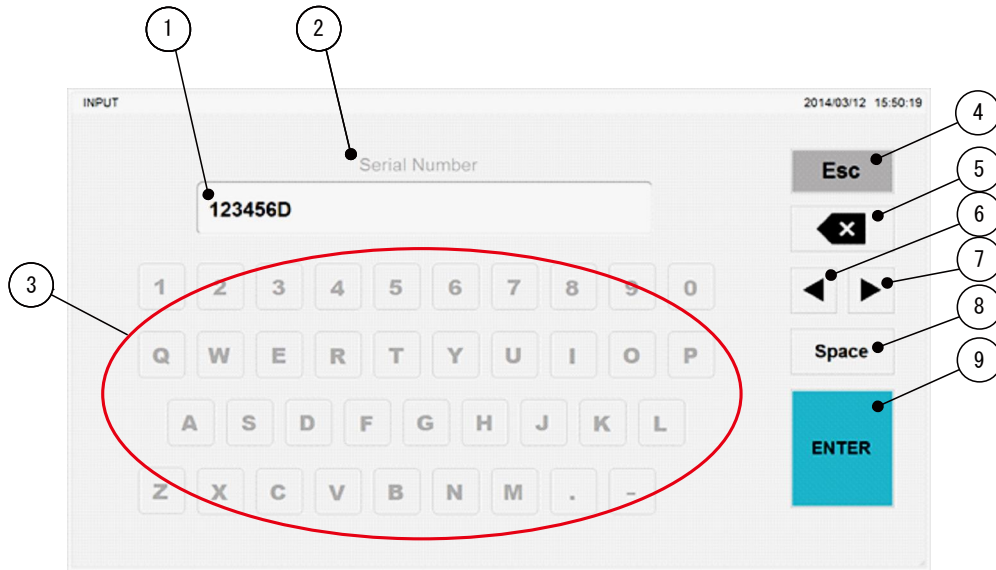 1 2
INPUT 2014/03/12 15:50:19
4
Serial Number
Esc
5
123456D
6
3
1 2 3 4 5 6 7 8 9 0
7
8
Q W E R T Y U I O P
Space
9
A S D F G H J K L
ENTER
Z X C V B N M . -